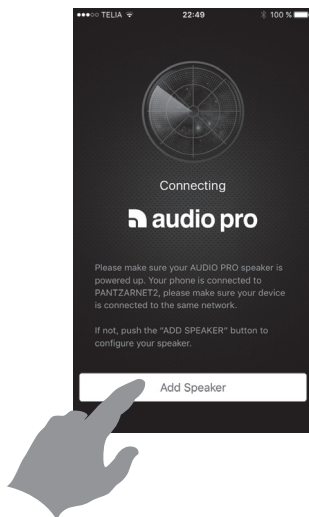 TELIA 22:49 100 %
Connecting
audio pro
Please make sure your AUDIO PRO speaker is
powered up. Your phone is connected to
PANTZARNET2, please make sure your device
is connected to the same network.
If not, push the “ADD SPEAKER” button to
configure your speaker.
Add Speaker